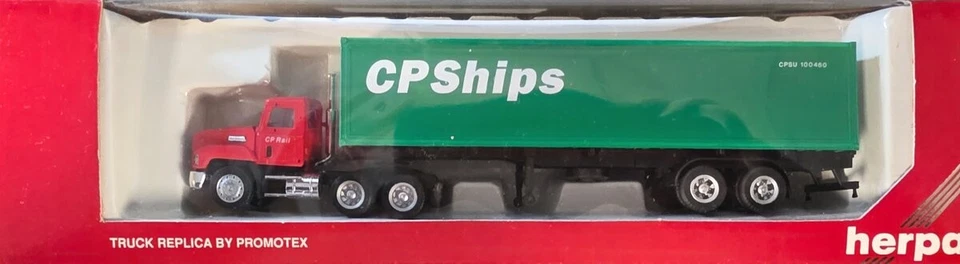 CPShips
CPSU 100460
CP Rail
TRUCK REPLICA BY PROMOTEX
herpa